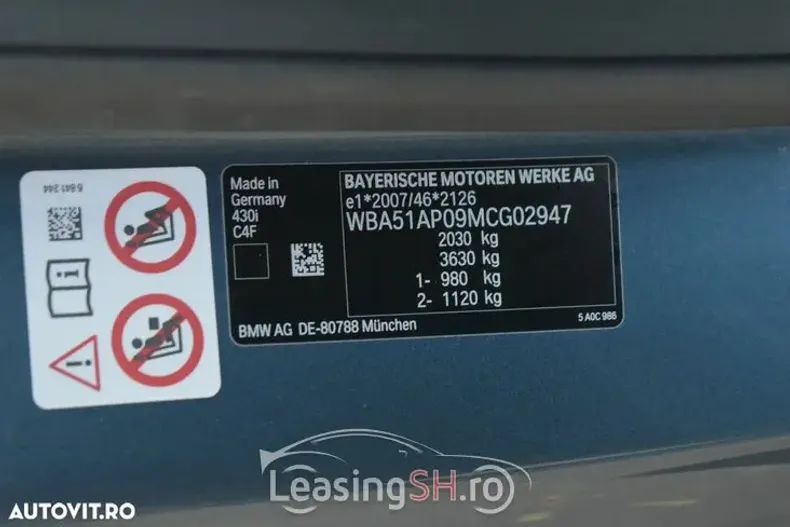 6 841 244
Made in
Germany
430i
C4F
BAYERISCHE MOTOREN WERKE AG
e1*2007/46*2126
WBA51AP09MCG02947
2030 kg
3630 kg
1- 980 kg
2- 1120 kg
BMW AG DE-80788 München
5 A0C 986
LeasingSH.ro
AUTOVIT.RO